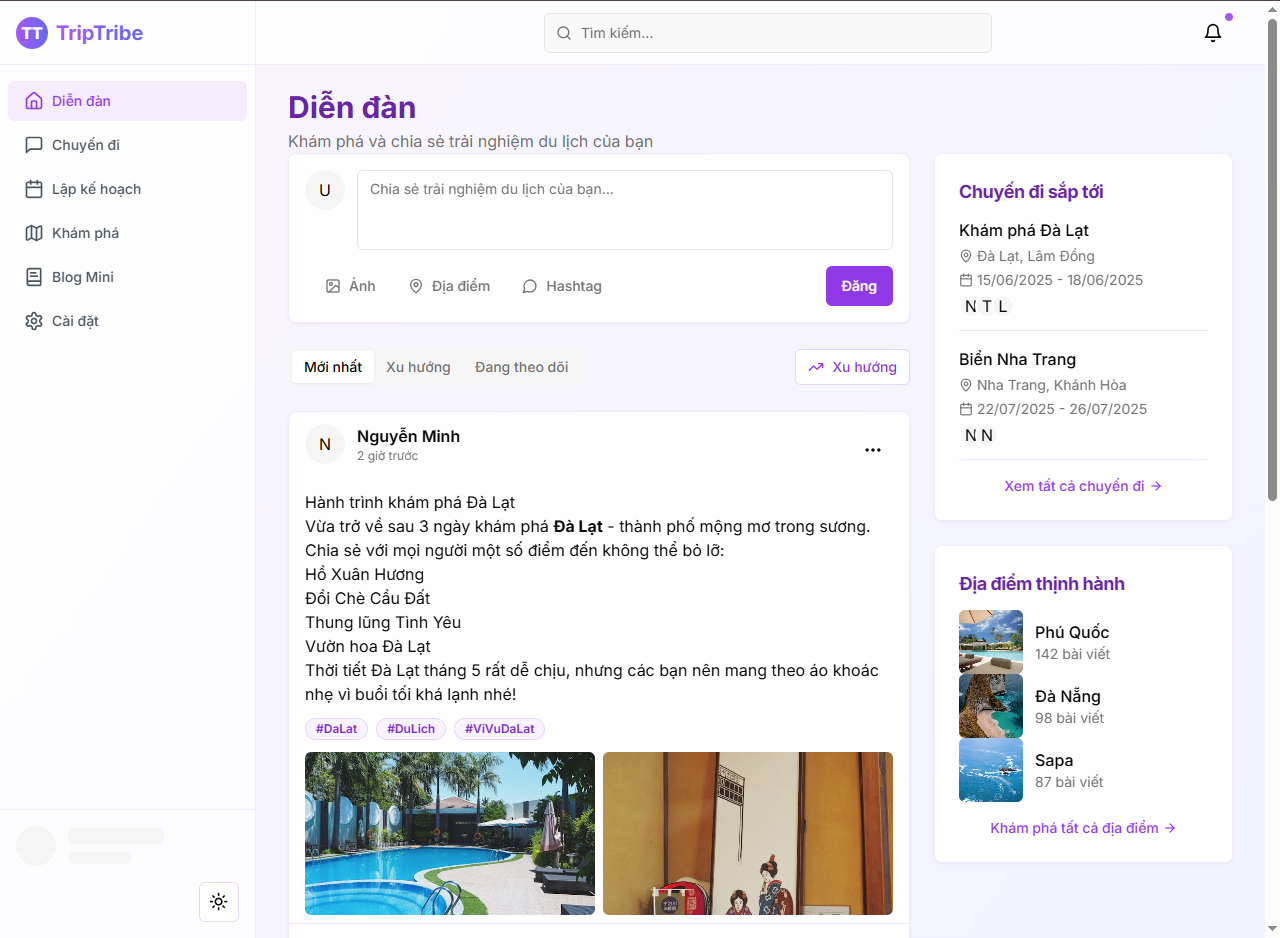 TT TripTribe
Tìm kiếm...
Diễn đàn
Chuyến đi
Lập kế hoạch
Khám phá
Blog Mini
Cài đặt
Diễn đàn
Khám phá và chia sẻ trải nghiệm du lịch của bạn
U
Chia sẻ trải nghiệm du lịch của bạn...
Ảnh
Địa điểm
Hashtag
Đăng
Mới nhất
Xu hướng
Đang theo dõi
Xu hướng
N
Nguyễn Minh
2 giờ trước
Hành trình khám phá Đà Lạt
Vừa trở về sau 3 ngày khám phá Đà Lạt - thành phố mộng mơ trong sương.
Chia sẻ với mọi người một số điểm đến không thể bỏ lỡ:
Hồ Xuân Hương
Đồi Chè Cầu Đất
Thung lũng Tình Yêu
Vườn hoa Đà Lạt
Thời tiết Đà Lạt tháng 5 rất dễ chịu, nhưng các bạn nên mang theo áo khoác
nhẹ vì buổi tối khá lạnh nhé!
#DaLat
#DuLich
#ViVuDaLat
Chuyến đi sắp tới
Khám phá Đà Lạt
Đà Lạt, Lâm Đồng
15/06/2025 - 18/06/2025
N T L
Biển Nha Trang
Nha Trang, Khánh Hòa
22/07/2025 - 26/07/2025
N N
Xem tất cả chuyến đi →
Địa điểm thịnh hành
Phú Quốc
142 bài viết
Đà Nẵng
98 bài viết
Sapa
87 bài viết
Khám phá tất cả địa điểm →